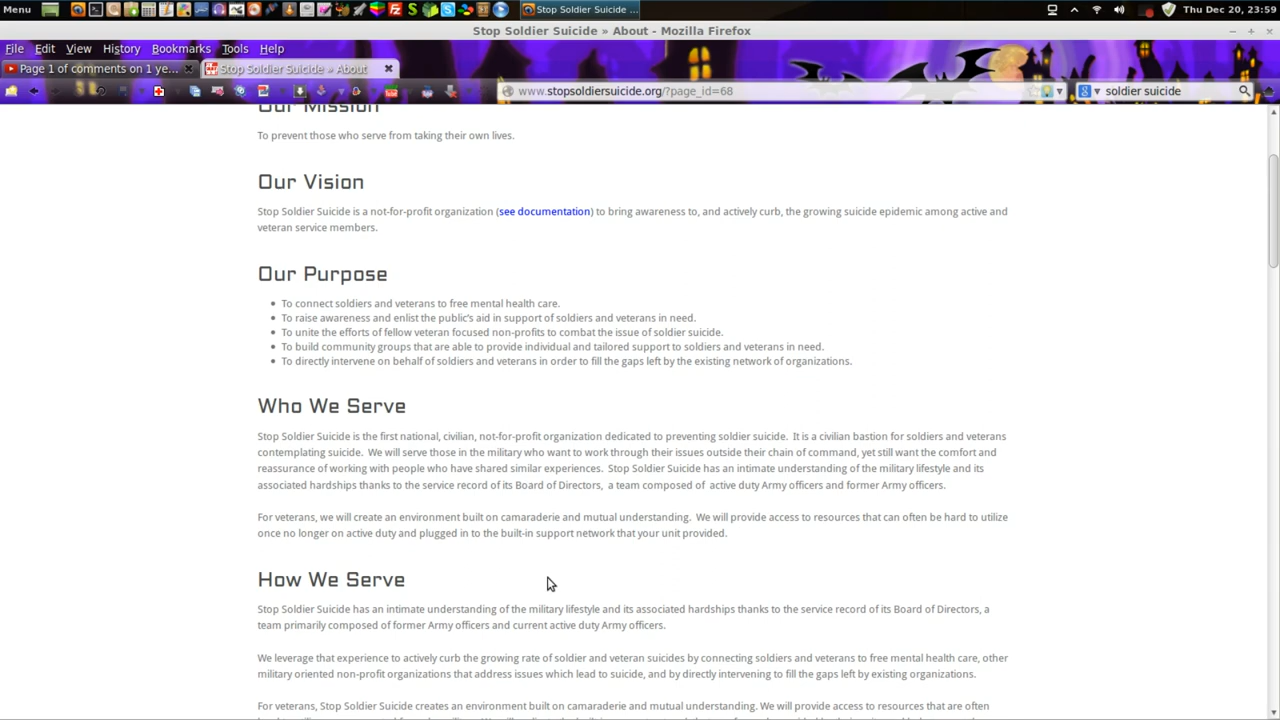 Menu Stop Soldier Suicide ... Thu Dec 20, 23:59
Stop Soldier Suicide » About - Mozilla Firefox
File Edit View History Bookmarks Tools Help
Page 1 of comments on 1 ye... Stop Soldier Suicide » About
www.stopsoldiersuicide.org/?page_id=68 soldier suicide
Our Mission
To prevent those who serve from taking their own lives.
Our Vision
Stop Soldier Suicide is a not-for-profit organization (see documentation) to bring awareness to, and actively curb, the growing suicide epidemic among active and
veteran service members.
Our Purpose
• To connect soldiers and veterans to free mental health care.
• To raise awareness and enlist the public's aid in support of soldiers and veterans in need.
• To unite the efforts of fellow veteran focused non-profits to combat the issue of soldier suicide.
• To build community groups that are able to provide individual and tailored support to soldiers and veterans in need.
• To directly intervene on behalf of soldiers and veterans in order to fill the gaps left by the existing network of organizations.
Who We Serve
Stop Soldier Suicide is the first national, civilian, not-for-profit organization dedicated to preventing soldier suicide. It is a civilian bastion for soldiers and veterans
contemplating suicide. We will serve those in the military who want to work through their issues outside their chain of command, yet still want the comfort and
reassurance of working with people who have shared similar experiences. Stop Soldier Suicide has an intimate understanding of the military lifestyle and its
associated hardships thanks to the service record of its Board of Directors, a team composed of active duty Army officers and former Army officers.
For veterans, we will create an environment built on camaraderie and mutual understanding. We will provide access to resources that can often be hard to utilize
once no longer on active duty and plugged in to the built-in support network that your unit provided.
How We Serve
Stop Soldier Suicide has an intimate understanding of the military lifestyle and its associated hardships thanks to the service record of its Board of Directors, a
team primarily composed of former Army officers and current active duty Army officers.
We leverage that experience to actively curb the growing rate of soldier and veteran suicides by connecting soldiers and veterans to free mental health care, other
military oriented non-profit organizations that address issues which lead to suicide, and by directly intervening to fill the gaps left by existing organizations.
For veterans, Stop Soldier Suicide creates an environment built on camaraderie and mutual understanding. We will provide access to resources that are often